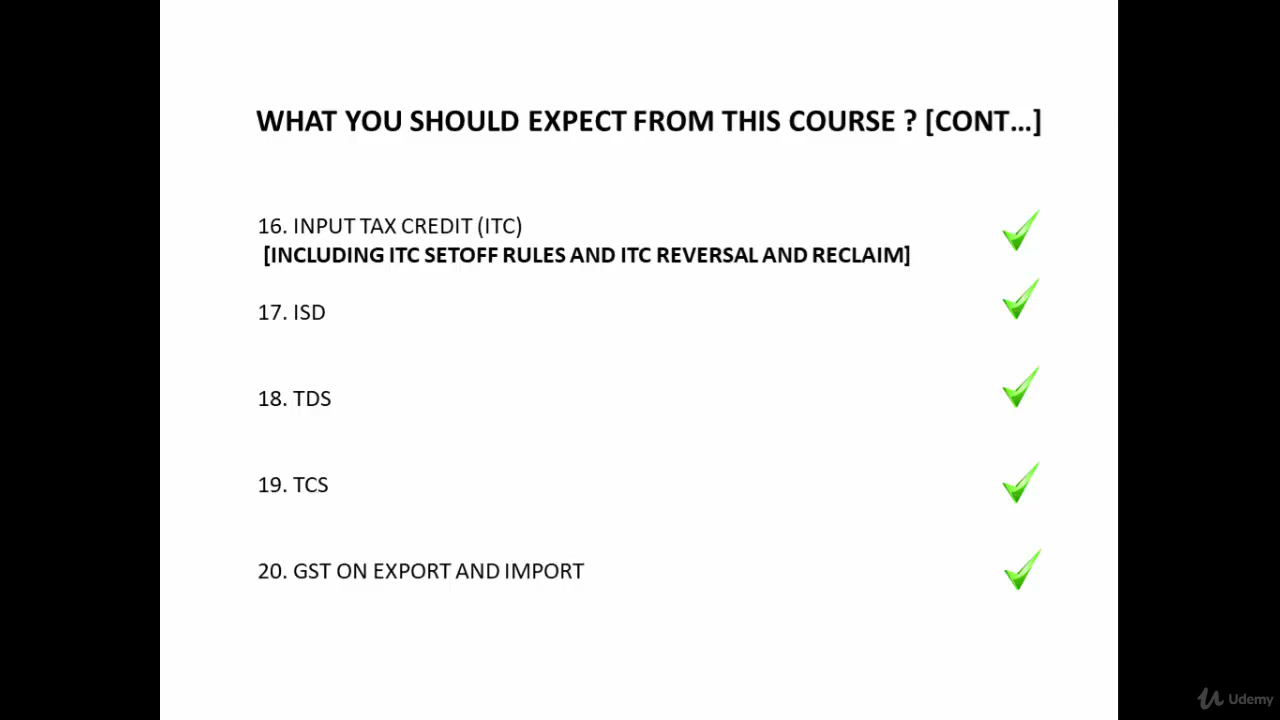 WHAT YOU SHOULD EXPECT FROM THIS COURSE ? [CONT...]
16. INPUT TAX CREDIT (ITC)
[INCLUDING ITC SETOFF RULES AND ITC REVERSAL AND RECLAIM]
17. ISD
18. TDS
19. TCS
20. GST ON EXPORT AND IMPORT
Udemy